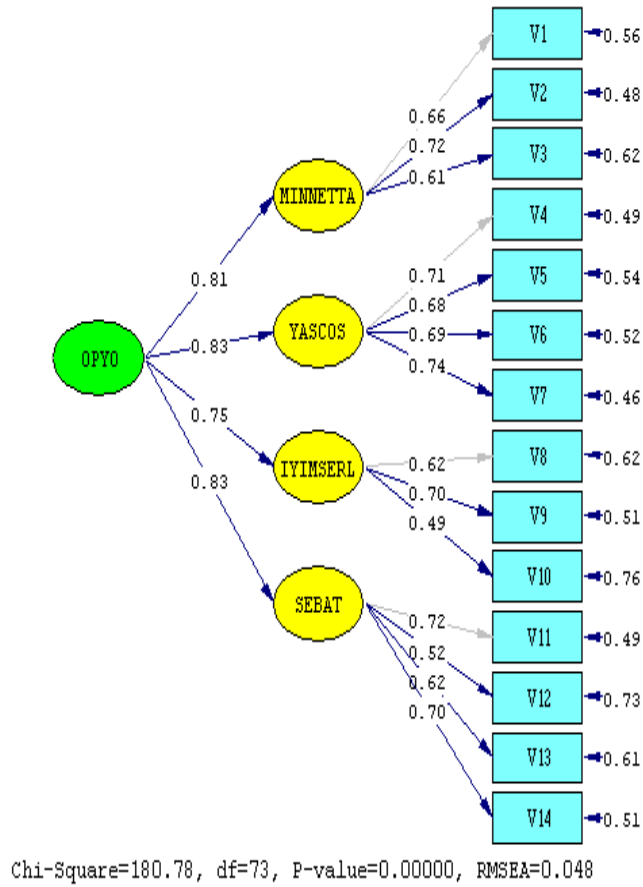 V1
0.56
V2
0.48
V3
0.62
V4
0.49
V5
0.54
V6
0.52
V7
0.46
V8
0.62
V9
0.51
V10
0.76
V11
0.49
V12
0.73
V13
0.61
V14
0.51
0.66
0.72
0.61
MINNETTA
0.71
0.68
0.69
0.74
YASCOS
0.62
0.70
0.49
IYIMSERL
0.72
0.52
0.62
0.70
SEBAT
0.81
0.83
0.75
0.83
OPYO
Chi-Square=180.78, df=73, P-value=0.00000, RMSEA=0.048